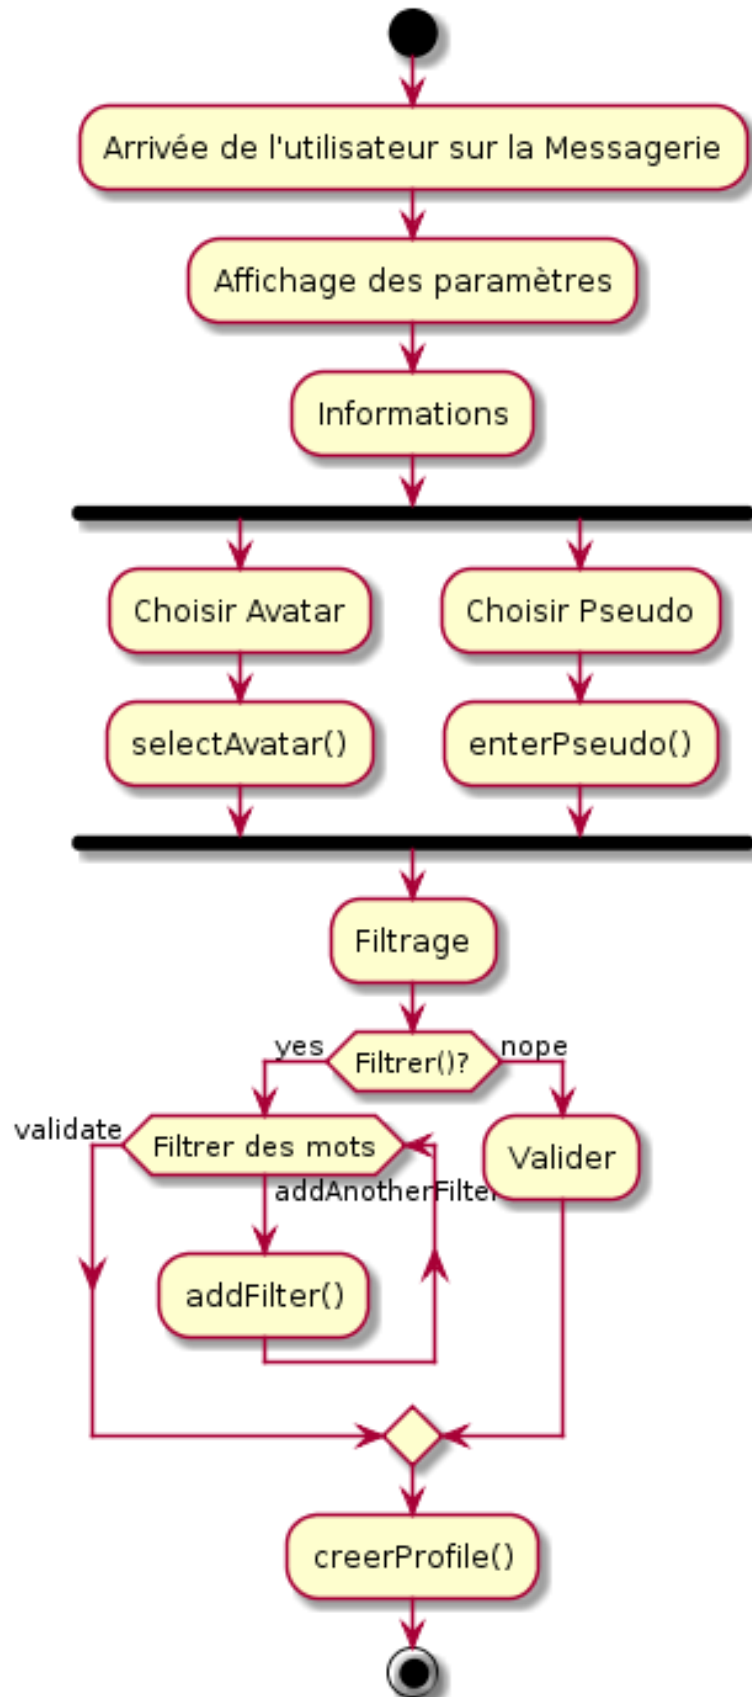 Arrivée de l'utilisateur sur la Messagerie
Affichage des paramètres
Informations
Choisir Avatar
Choisir Pseudo
selectAvatar()
enterPseudo()
Filtrage
yes
Filtrer()?
nope
validate
Filtrer des mots
Valider
addAnotherFilter
addFilter()
creerProfile()